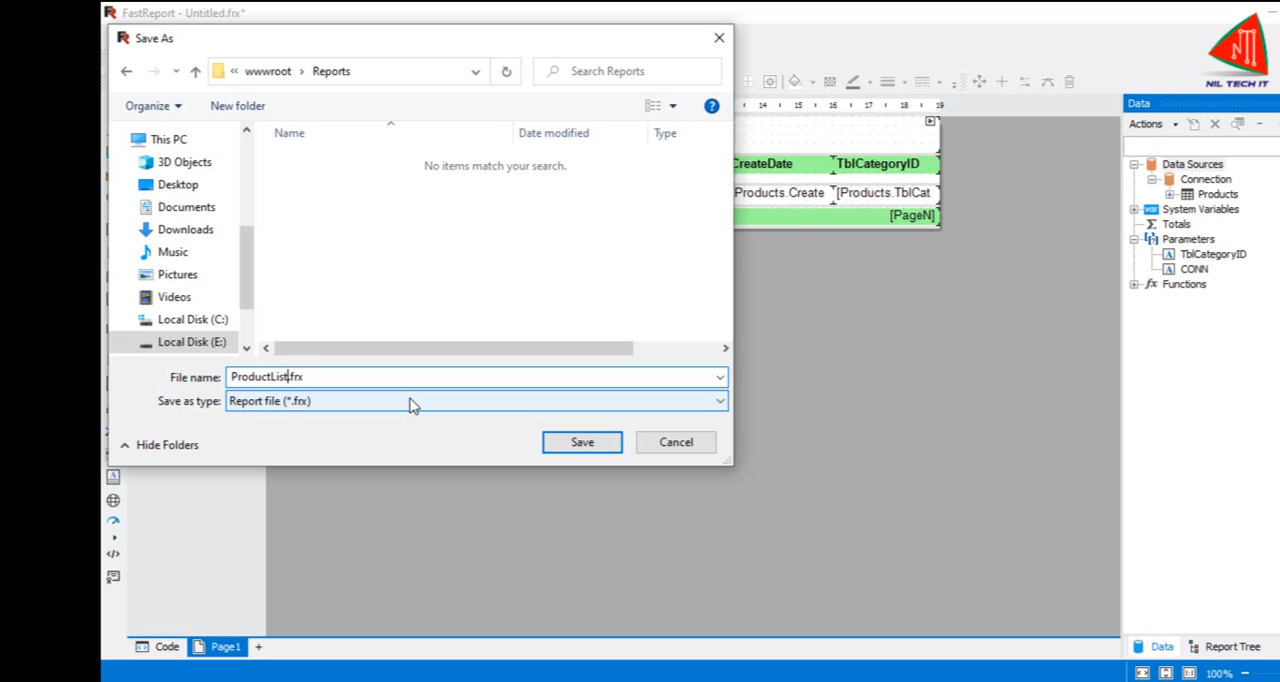 FastReport - Untitled.frx*
Save As
« wwwroot › Reports
Search Reports
Organize
New folder
Name
Date modified
Type
No items match your search.
This PC
3D Objects
Desktop
Documents
Downloads
Music
Pictures
Videos
Local Disk (C:)
Local Disk (E:)
File name:
ProductList.frx
Save as type:
Report file (*.frx)
Hide Folders
Save
Cancel
14 15 16 17 18 19
CreateDate
TblCategoryID
Products.Create
[Products.TblCat
[PageN]
NIL TECH IT
Data
Actions
Data Sources
Connection
Products
System Variables
Totals
Parameters
TblCategoryID
CONN
Functions
Code
Page1
+
Data
Report Tree
100%